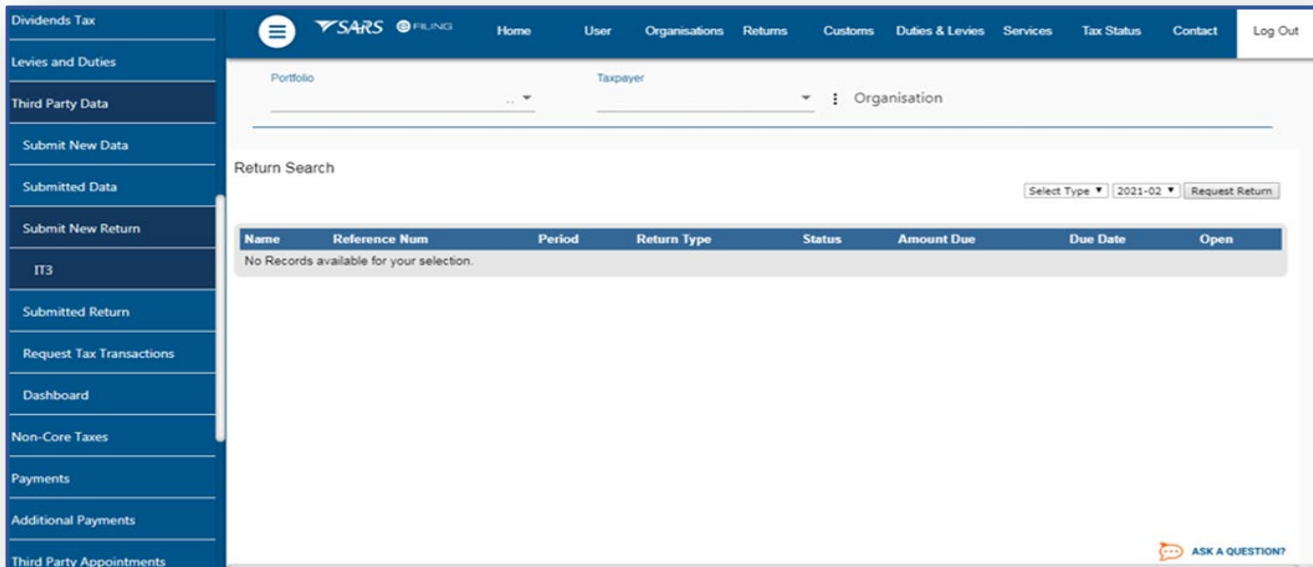 Dividends Tax
Levies and Duties
Third Party Data
Submit New Data
Submitted Data
Submit New Return
IT3
Submitted Return
Request Tax Transactions
Dashboard
Non-Core Taxes
Payments
Additional Payments
Third Party Appointments
SARS eFILING Home User Organisations Returns Customs Duties & Levies Services Tax Status Contact Log Out
Portfolio Taxpayer
Organisation
Return Search
Select Type 2021-02 Request Return
Name Reference Num Period Return Type Status Amount Due Due Date Open
No Records available for your selection.
ASK A QUESTION?